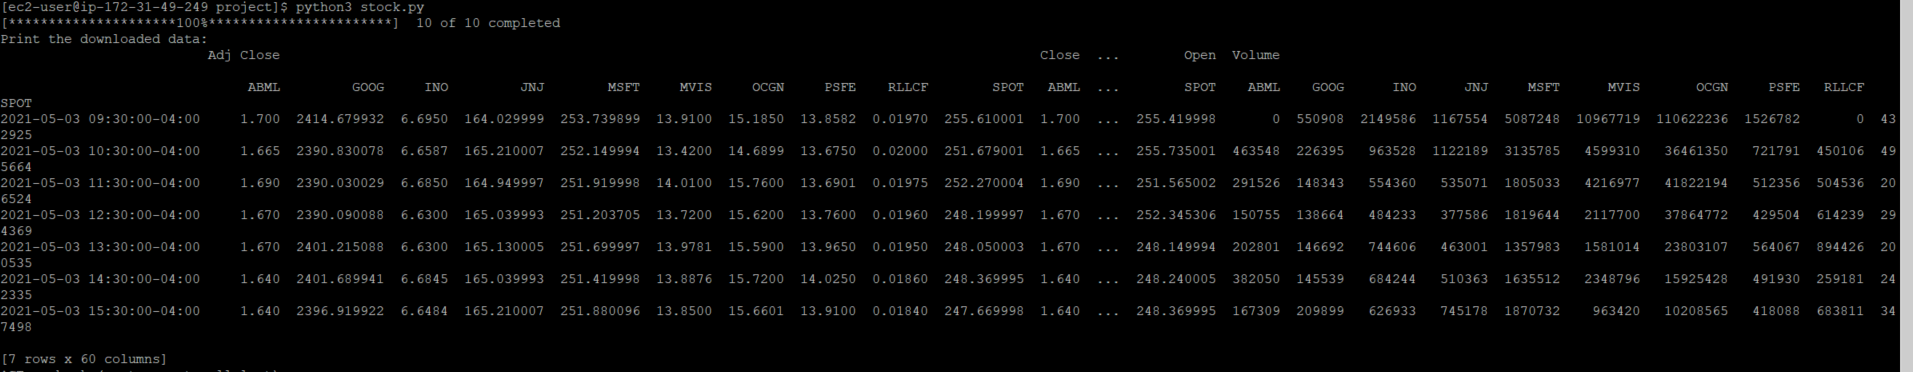 [ec2-user@ip-172-31-49-249 project]$ python3 stock.py
[*********************100%***********************]  10 of 10 completed
Print the downloaded data:
                          Adj Close                                                                                               Close  ...        Open  Volume
                               ABML         GOOG     INO         JNJ        MSFT     MVIS     OCGN     PSFE    RLLCF        SPOT   ABML  ...        SPOT    ABML    GOOG      INO      JNJ     MSFT      MVIS       OCGN     PSFE   RLLCF
SPOT
2021-05-03 09:30:00-04:00     1.700  2414.679932  6.6950  164.029999  253.739899  13.9100  15.1850  13.8582  0.01970  255.610001  1.700  ...  255.419998       0  550908  2149586  1167554  5087248  10967719  110622236  1526782       0  43
2925
2021-05-03 10:30:00-04:00     1.665  2390.830078  6.6587  165.210007  252.149994  13.4200  14.6899  13.6750  0.02000  251.679001  1.665  ...  255.735001  463548  226395   963528  1122189  3135785   4599310   36461350   721791  450106  49
5664
2021-05-03 11:30:00-04:00     1.690  2390.030029  6.6850  164.949997  251.919998  14.0100  15.7600  13.6901  0.01975  252.270004  1.690  ...  251.565002  291526  148343   554360   535071  1805033   4216977   41822194   512356  504536  20
6524
2021-05-03 12:30:00-04:00     1.670  2390.090088  6.6300  165.039993  251.203705  13.7200  15.6200  13.7600  0.01960  248.199997  1.670  ...  252.345306  150755  138664   484233   377586  1819644   2117700   37864772   429504  614239  29
4369
2021-05-03 13:30:00-04:00     1.670  2401.215088  6.6300  165.130005  251.699997  13.9781  15.5900  13.9650  0.01950  248.050003  1.670  ...  248.149994  202801  146692   744606   463001  1357983   1581014   23803107   564067  894426  20
0535
2021-05-03 14:30:00-04:00     1.640  2401.689941  6.6845  165.039993  251.419998  13.8876  15.7200  14.0250  0.01860  248.369995  1.640  ...  248.240005  382050  145539   684244   510363  1635512   2348796   15925428   491930  259181  24
2335
2021-05-03 15:30:00-04:00     1.640  2396.919922  6.6484  165.210007  251.880096  13.8500  15.6601  13.9100  0.01840  247.669998  1.640  ...  248.369995  167309  209899   626933   745178  1870732    963420   10208565   418088  683811  34
7498
[7 rows x 60 columns]